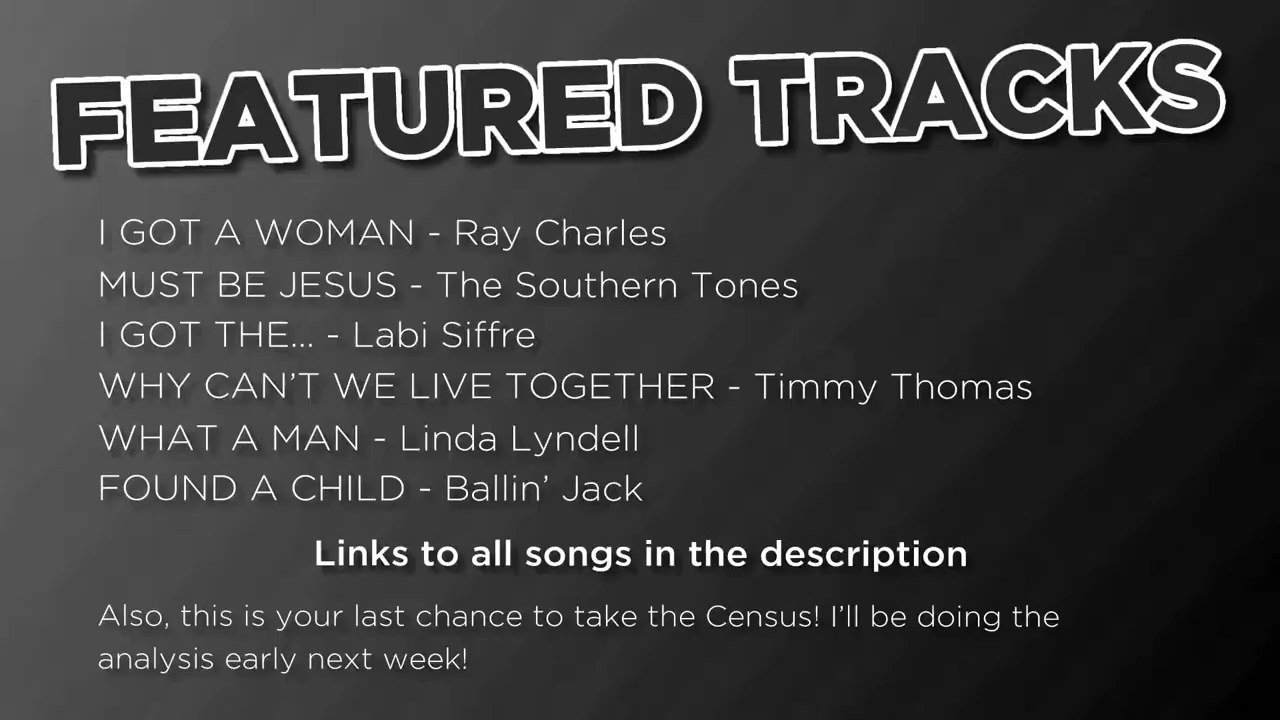 FEATURED TRACKS
I GOT A WOMAN - Ray Charles
MUST BE JESUS - The Southern Tones
I GOT THE... - Labi Siffre
WHY CAN'T WE LIVE TOGETHER - Timmy Thomas
WHAT A MAN - Linda Lyndell
FOUND A CHILD - Ballin' Jack
Links to all songs in the description
Also, this is your last chance to take the Census! I'll be doing the
analysis early next week!